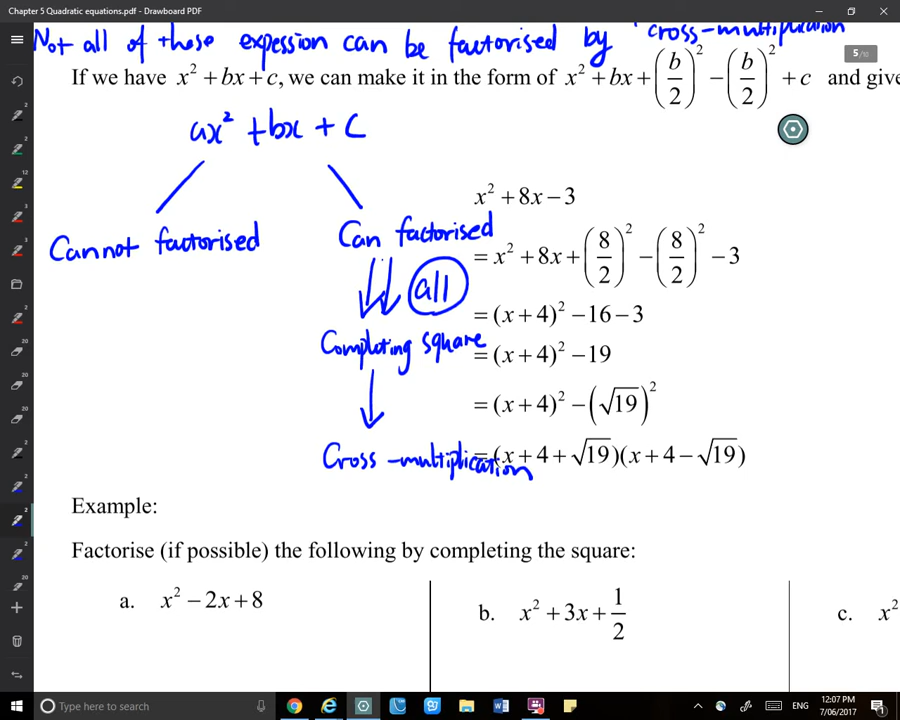 Chapter 5 Quadratic equations.pdf - Drawboard PDF
Not all of these expession can be factorised by cross-multiplication
5/10
If we have x² + bx + c, we can make it in the form of x² + bx + (b/2)² − (b/2)² + c and give
ax² + bx + c
x² + 8x − 3
Cannot factorised
Can factorised
= x² + 8x + (8/2)² − (8/2)² − 3
all
= (x + 4)² − 16 − 3
Completing square
= (x + 4)² − 19
= (x + 4)² − (√19)²
Cross-multiplication
= (x + 4 + √19)(x + 4 − √19)
Example:
Factorise (if possible) the following by completing the square:
a. x² − 2x + 8
b. x² + 3x + 1/2
c. x²
Type here to search
ENG
12:07 PM
7/06/2017